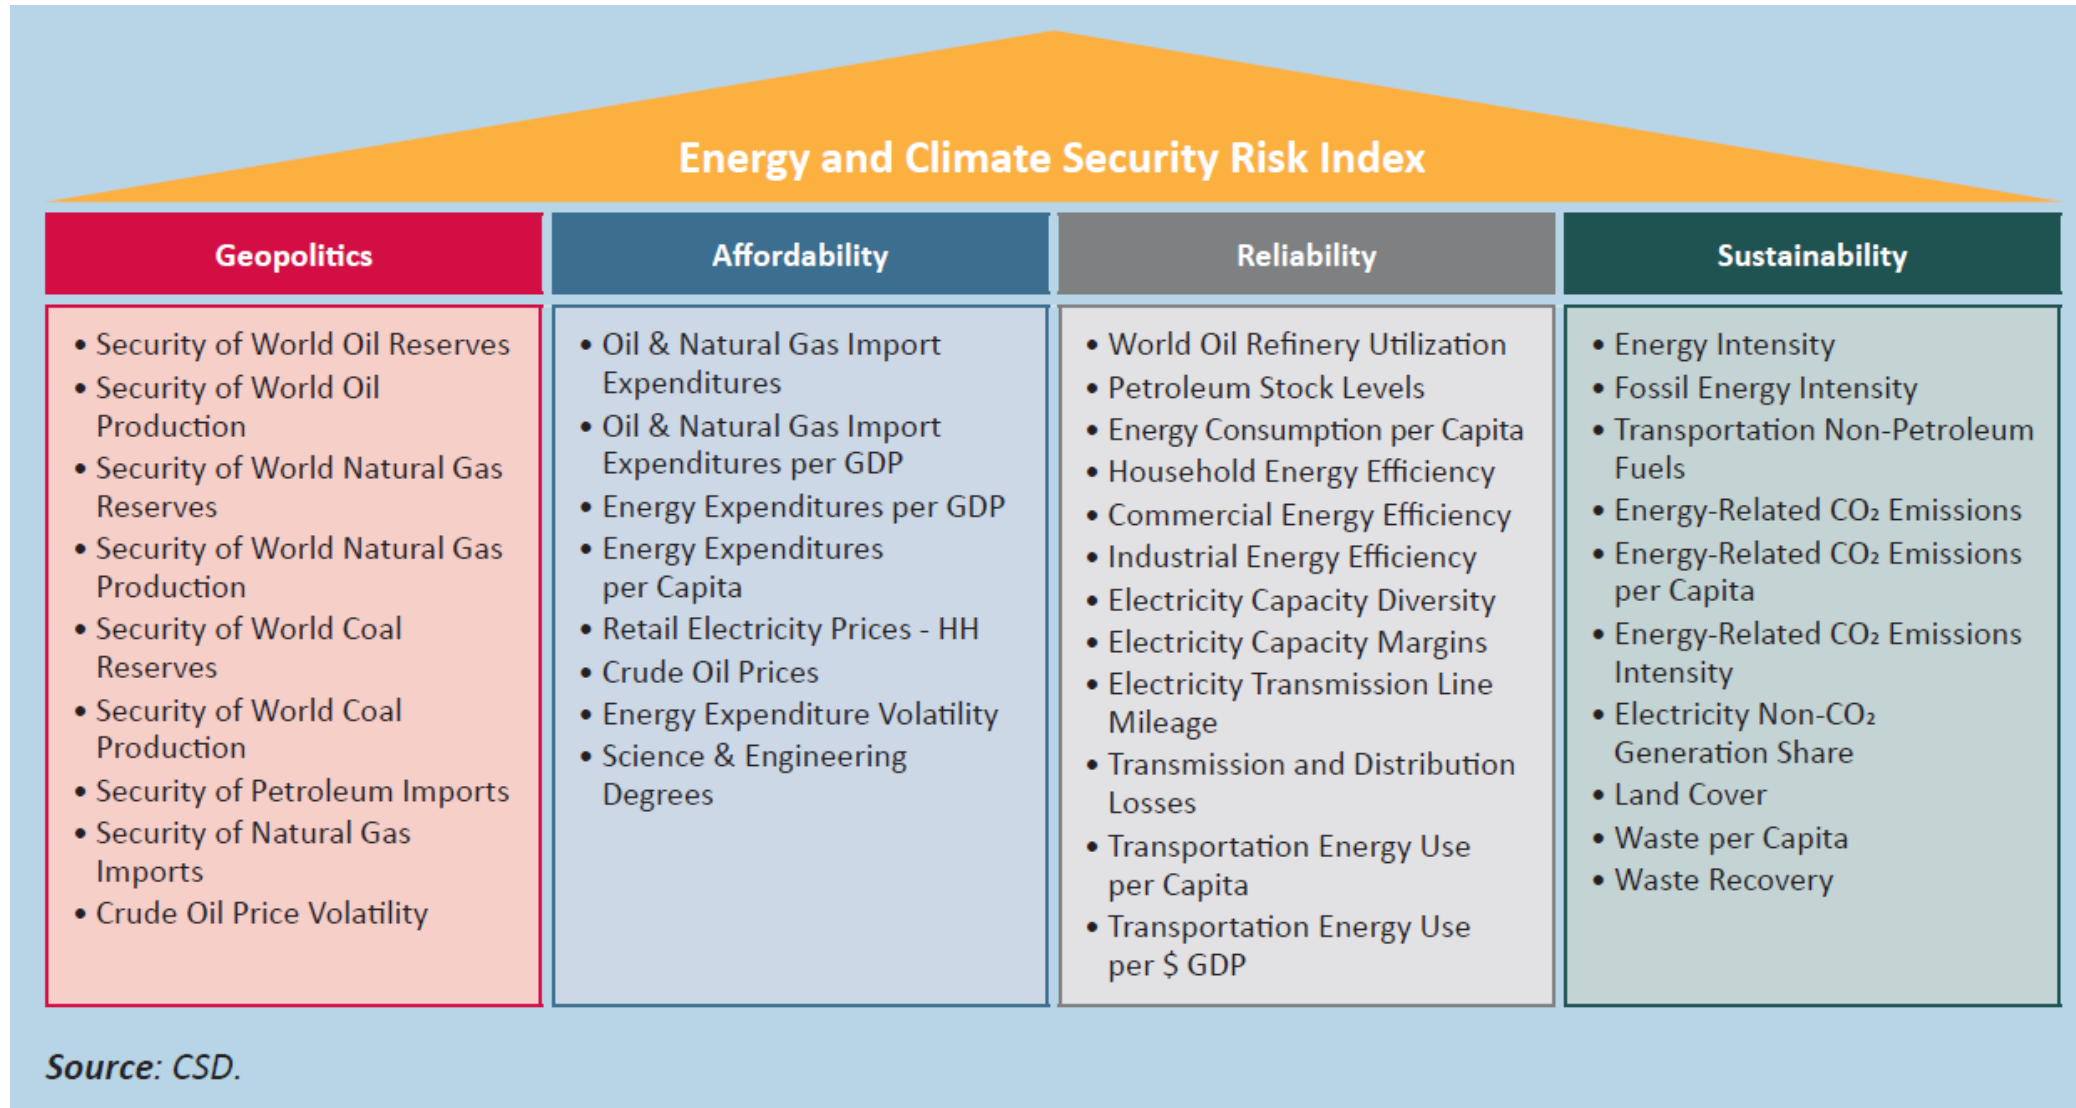 Energy and Climate Security Risk Index
Geopolitics
• Security of World Oil Reserves
• Security of World Oil
Production
• Security of World Natural Gas
Reserves
• Security of World Natural Gas
Production
• Security of World Coal
Reserves
• Security of World Coal
Production
• Security of Petroleum Imports
• Security of Natural Gas
Imports
• Crude Oil Price Volatility
Affordability
• Oil & Natural Gas Import
Expenditures
• Oil & Natural Gas Import
Expenditures per GDP
• Energy Expenditures per GDP
• Energy Expenditures
per Capita
• Retail Electricity Prices - HH
• Crude Oil Prices
• Energy Expenditure Volatility
• Science & Engineering
Degrees
Reliability
• World Oil Refinery Utilization
• Petroleum Stock Levels
• Energy Consumption per Capita
• Household Energy Efficiency
• Commercial Energy Efficiency
• Industrial Energy Efficiency
• Electricity Capacity Diversity
• Electricity Capacity Margins
• Electricity Transmission Line
Mileage
• Transmission and Distribution
Losses
• Transportation Energy Use
per Capita
• Transportation Energy Use
per $ GDP
Sustainability
• Energy Intensity
• Fossil Energy Intensity
• Transportation Non-Petroleum
Fuels
• Energy-Related CO₂ Emissions
• Energy-Related CO₂ Emissions
per Capita
• Energy-Related CO₂ Emissions
Intensity
• Electricity Non-CO₂
Generation Share
• Land Cover
• Waste per Capita
• Waste Recovery
Source: CSD.